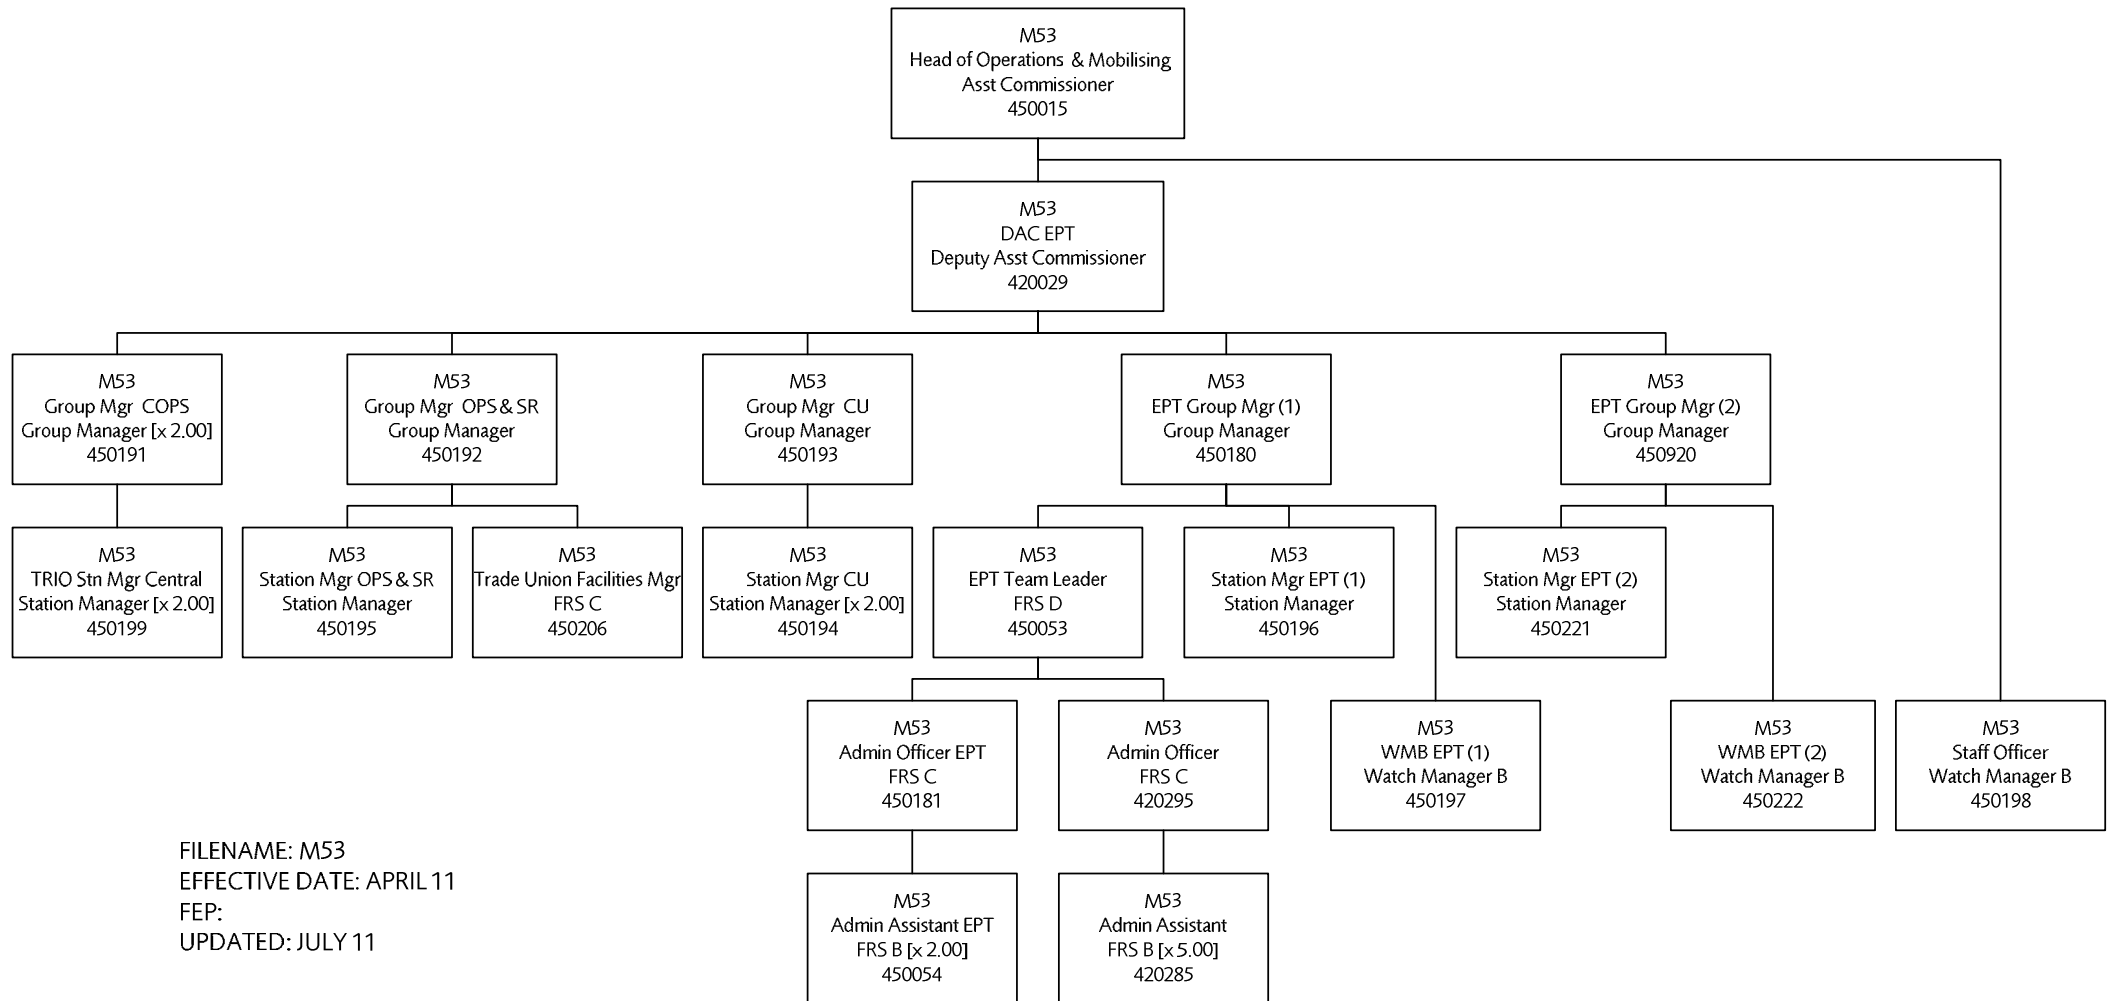 M53
Head of Operations & Mobilising
Asst Commissioner
450015
M53
DAC EPT
Deputy Asst Commissioner
420029
M53
Group Mgr COPS
Group Manager [x 2.00]
450191
M53
Group Mgr OPS & SR
Group Manager
450192
M53
Group Mgr CU
Group Manager
450193
M53
EPT Group Mgr (1)
Group Manager
450180
M53
EPT Group Mgr (2)
Group Manager
450920
M53
TRIO Stn Mgr Central
Station Manager [x 2.00]
450199
M53
Station Mgr OPS & SR
Station Manager
450195
M53
Trade Union Facilities Mgr
FRS C
450206
M53
Station Mgr CU
Station Manager [x 2.00]
450194
M53
EPT Team Leader
FRS D
450053
M53
Station Mgr EPT (1)
Station Manager
450196
M53
Station Mgr EPT (2)
Station Manager
450221
M53
Admin Officer EPT
FRS C
450181
M53
Admin Officer
FRS C
420295
M53
WMB EPT (1)
Watch Manager B
450197
M53
WMB EPT (2)
Watch Manager B
450222
M53
Staff Officer
Watch Manager B
450198
M53
Admin Assistant EPT
FRS B [x 2.00]
450054
M53
Admin Assistant
FRS B [x 5.00]
420285
FILENAME: M53
EFFECTIVE DATE: APRIL 11
FEP:
UPDATED: JULY 11